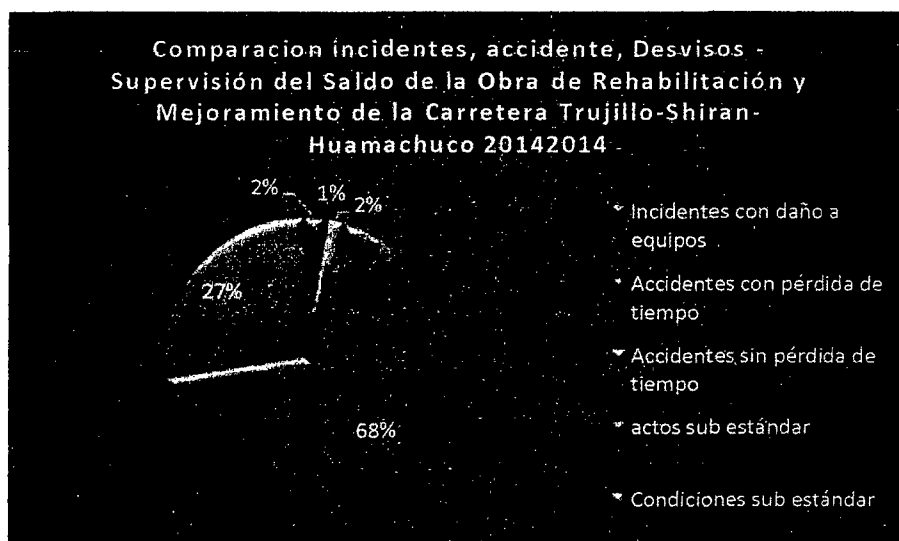 Comparacion incidentes, accidente, Desvisos -
Supervisión del Saldo de la Obra de Rehabilitación y
Mejoramiento de la Carretera Trujillo-Shiran-
Huamachuco 20142014
2% 1% 2%
27%
68%
Incidentes con daño a
equipos
Accidentes con pérdida de
tiempo
Accidentes sin pérdida de
tiempo
actos sub estándar
Condiciones sub estándar